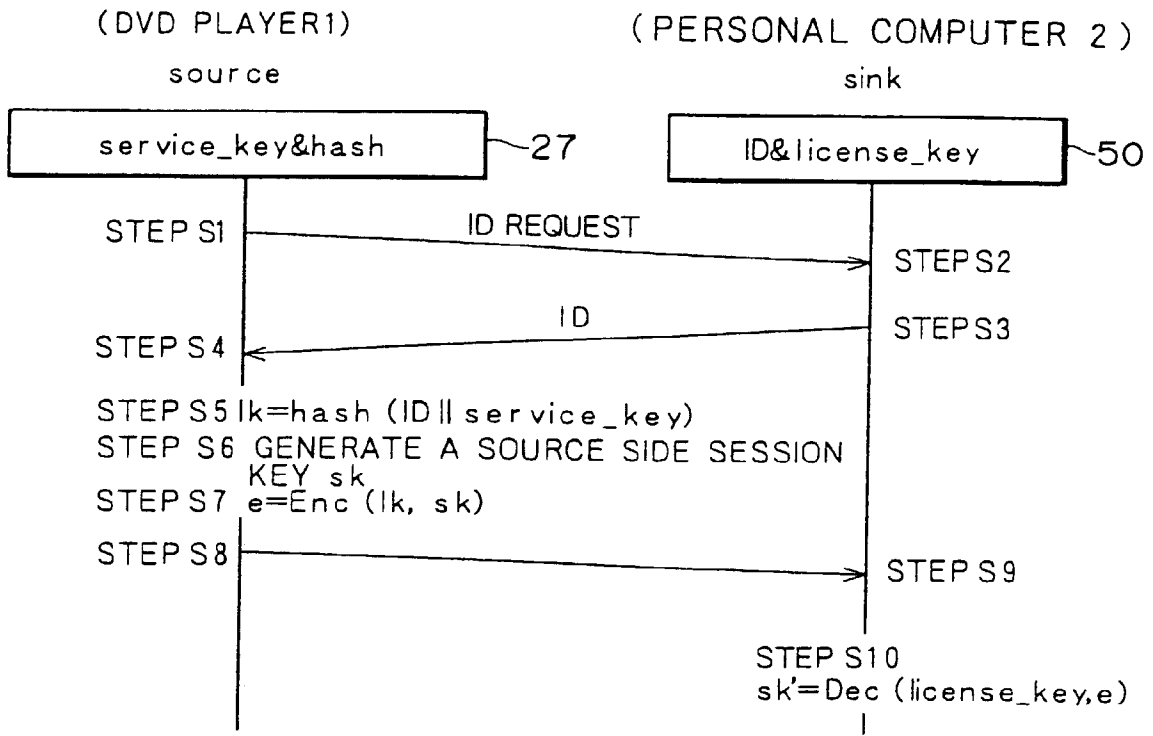 (DVD PLAYER1)
(PERSONAL COMPUTER 2)
source
sink
service_key&hash
27
ID&license_key
50
STEP S1
ID REQUEST
STEP S2
ID
STEP S3
STEP S4
STEP S5 lk=hash (ID||service_key)
STEP S6 GENERATE A SOURCE SIDE SESSION
KEY sk
STEP S7 e=Enc (lk, sk)
STEP S8
STEP S9
STEP S10
sk'=Dec (license_key,e)